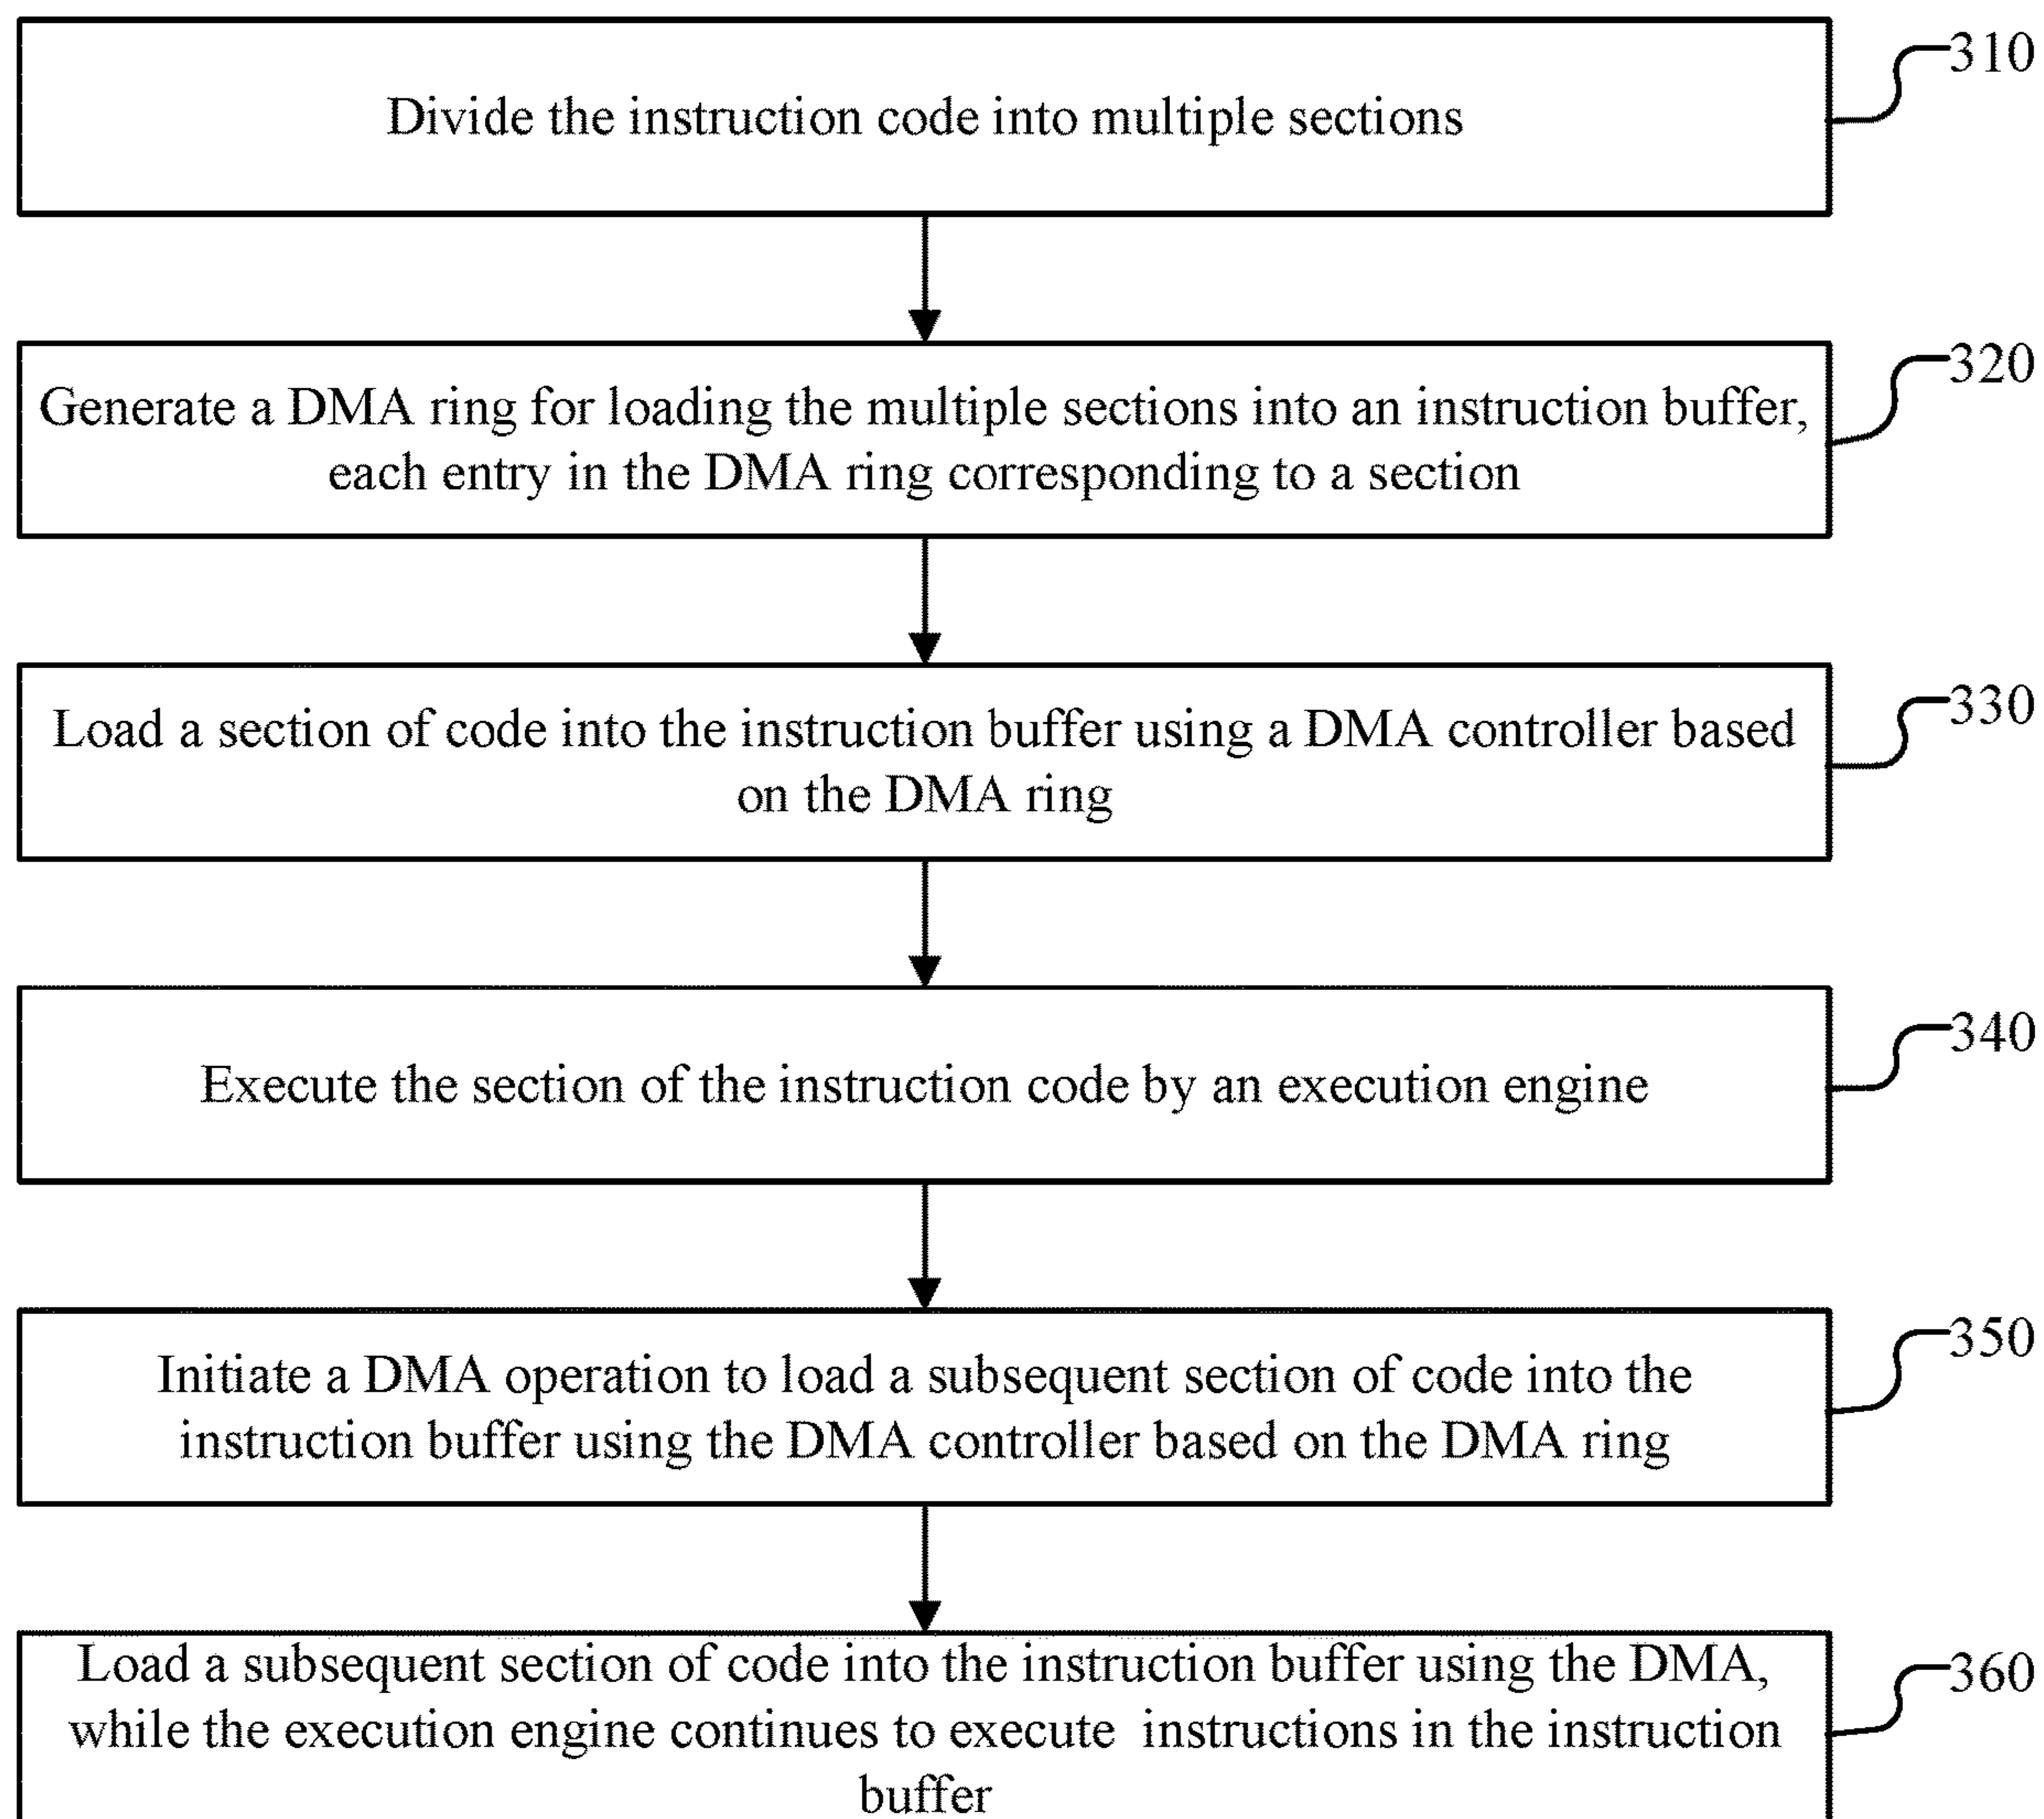 Divide the instruction code into multiple sections
310
Generate a DMA ring for loading the multiple sections into an instruction buffer,
each entry in the DMA ring corresponding to a section
320
Load a section of code into the instruction buffer using a DMA controller based
on the DMA ring
330
Execute the section of the instruction code by an execution engine
340
Initiate a DMA operation to load a subsequent section of code into the
instruction buffer using the DMA controller based on the DMA ring
350
Load a subsequent section of code into the instruction buffer using the DMA,
while the execution engine continues to execute instructions in the instruction
buffer
360